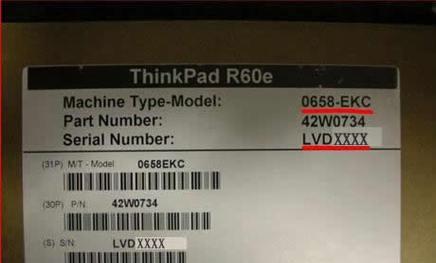 ThinkPad R60e
Machine Type-Model: 0658-EKC
Part Number: 42W0734
Serial Number: LVDXXXX
(31P) M/T - Model 0658EKC
(30P) P/N: 42W0734
(S) S/N: LVDXXXX